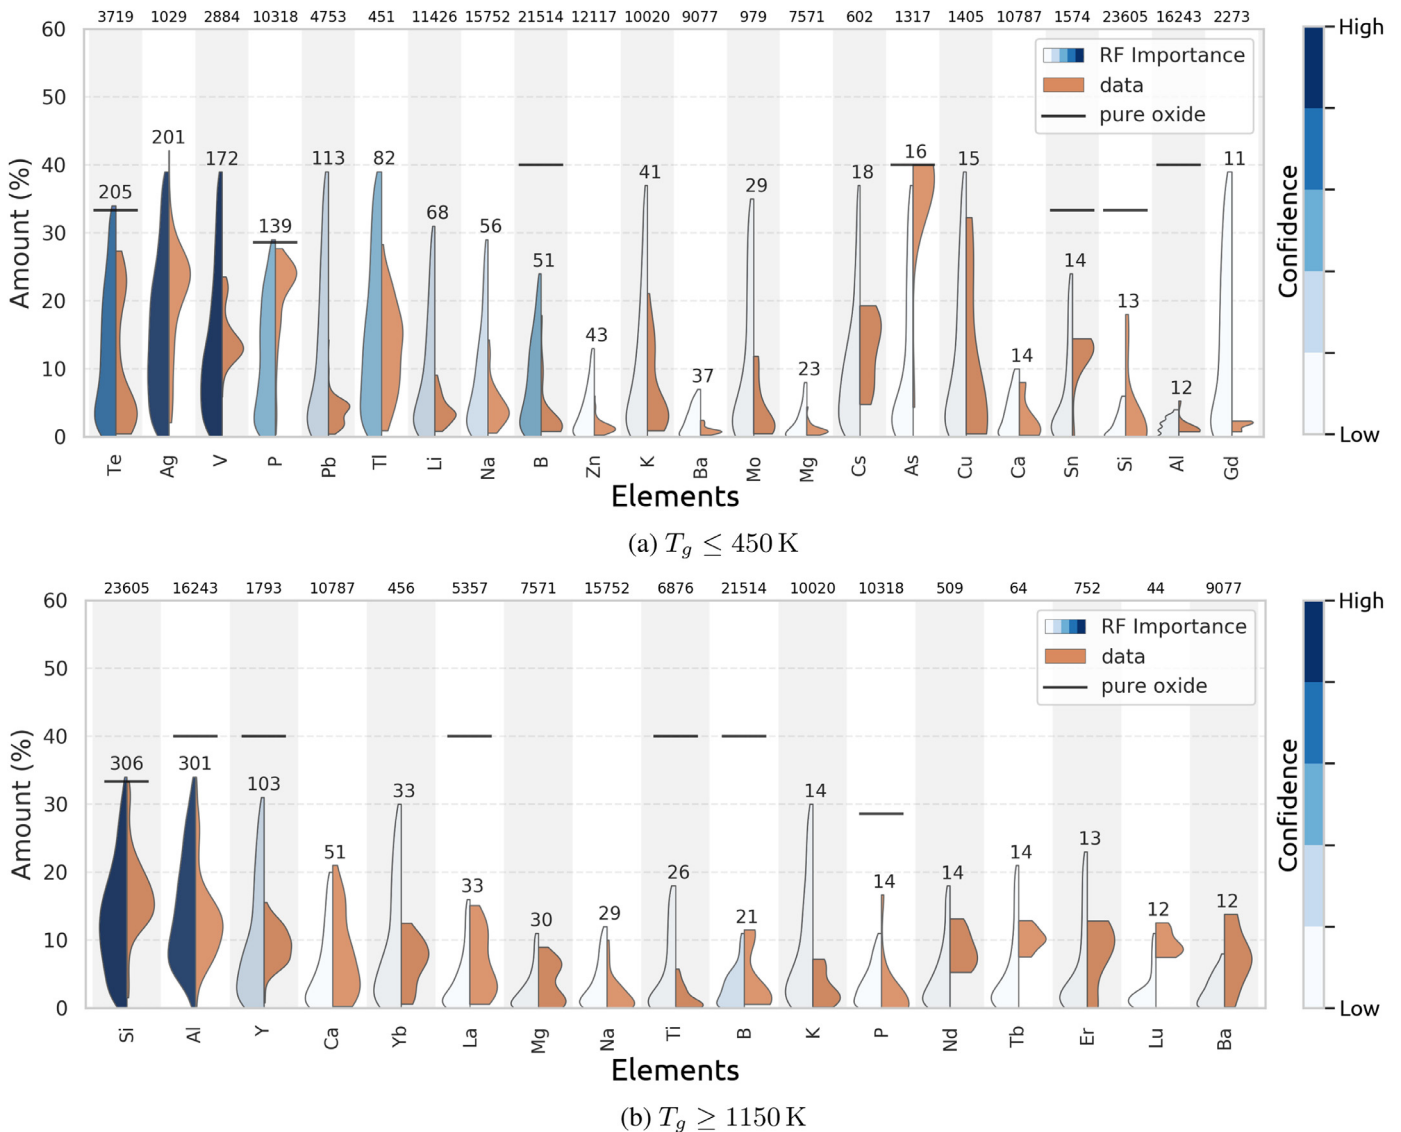 3719 1029 2884 10318 4753 451 11426 15752 21514 12117 10020 9077 979 7571 602 1317 1405 10787 1574 23605 16243 2273
60
50
40
30
20
10
0
Amount (%)
RF Importance
data
pure oxide
205 201 172 139 113 82 68 56 51 43 41 37 29 23 18 16 15 14 14 13 12 11
Te Ag V P Pb Tl Li Na B Zn K Ba Mo Mg Cs As Cu Ca Sn Si Al Gd
Elements
High
Confidence
Low
(a) T_g ≤ 450 K
23605 16243 1793 10787 456 5357 7571 15752 6876 21514 10020 10318 509 64 752 44 9077
60
50
40
30
20
10
0
Amount (%)
RF Importance
data
pure oxide
306 301 103 51 33 33 30 29 26 21 14 14 14 14 13 12 12
Si Al Y Ca Yb La Mg Na Ti B K P Nd Tb Er Lu Ba
Elements
High
Confidence
Low
(b) T_g ≥ 1150 K